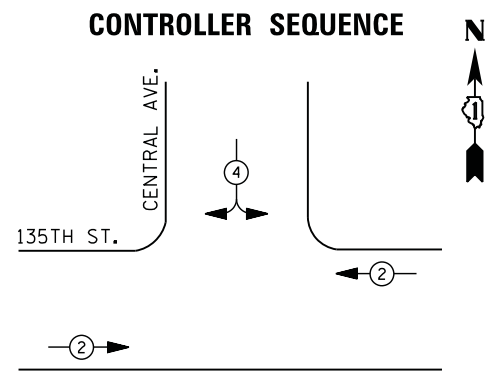 CONTROLLER SEQUENCE
N
1
CENTRAL AVE.
4
135TH ST.
2
2